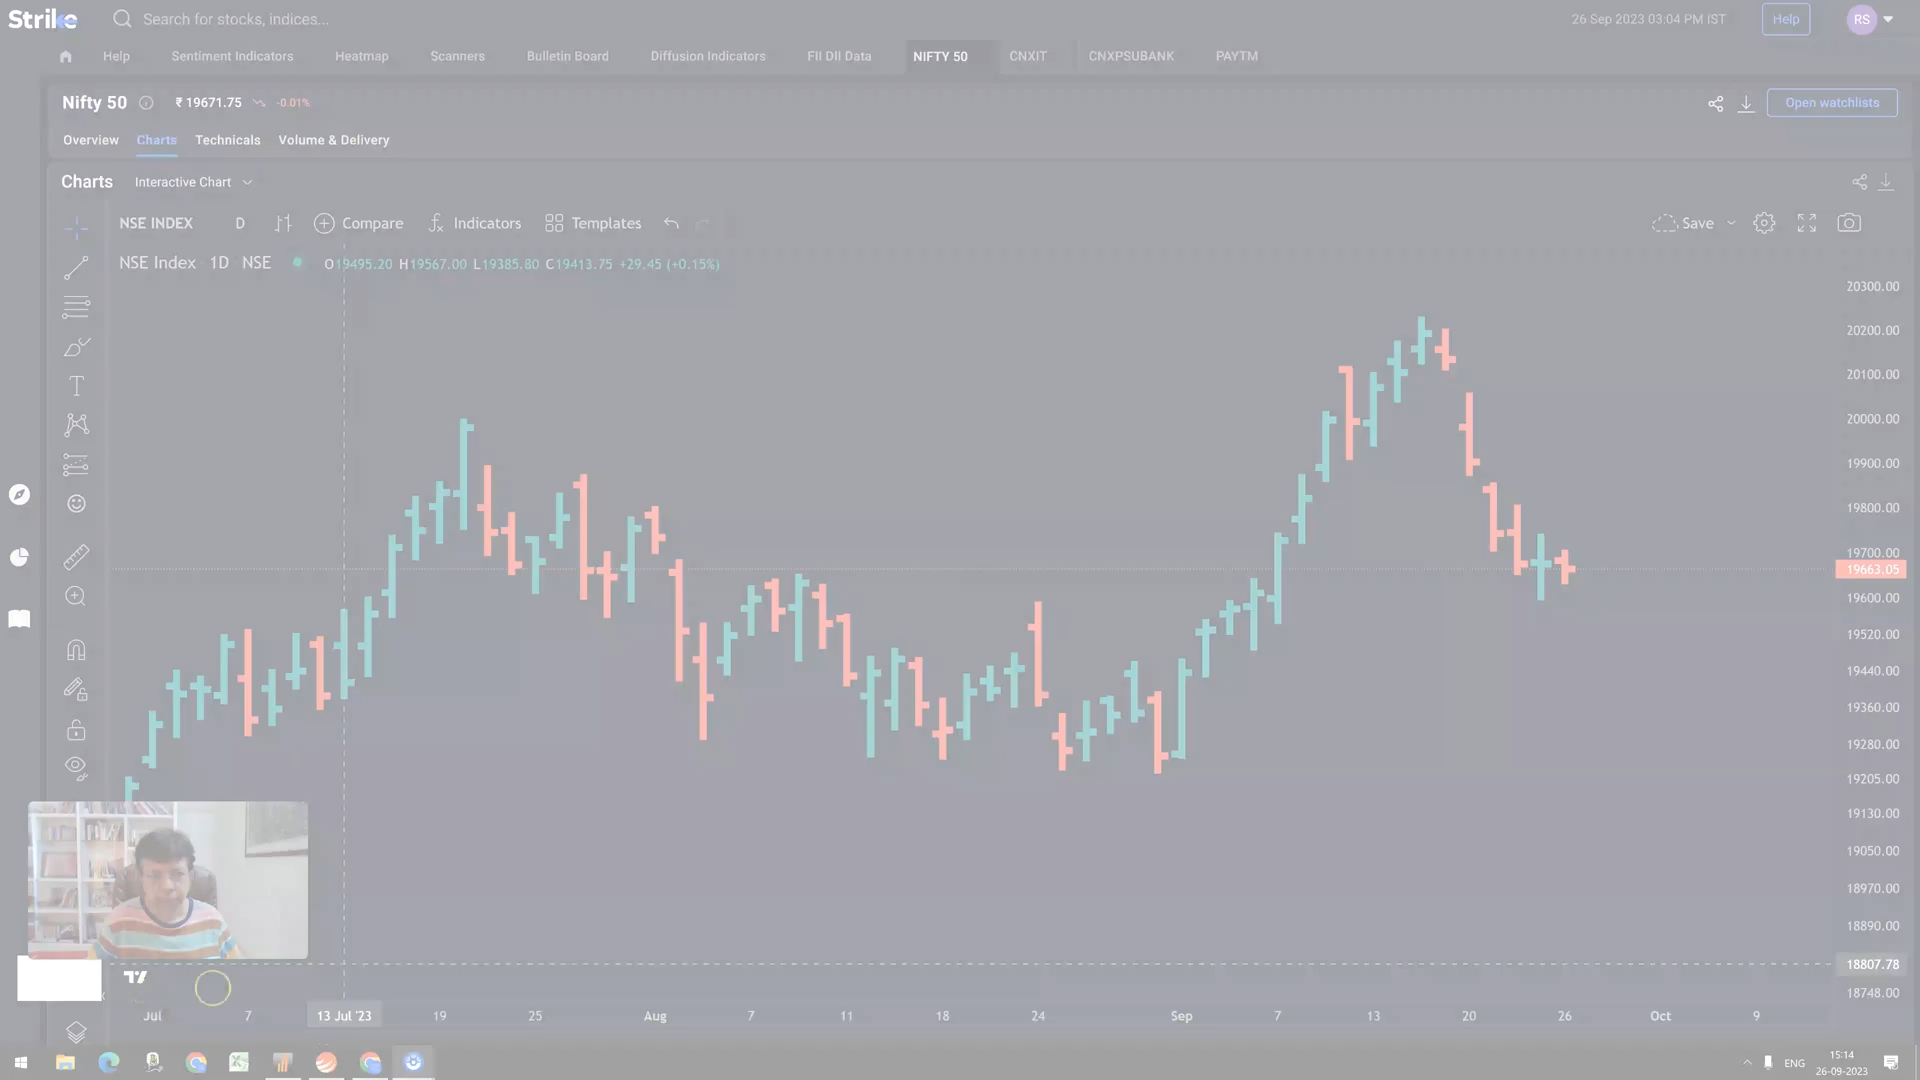 Strike
Search for stocks, indices...
26 Sep 2023 03:04 PM IST
Help
RS
Help
Sentiment Indicators
Heatmap
Scanners
Bulletin Board
Diffusion Indicators
FII DII Data
NIFTY 50
CNXIT
CNXPSUBANK
PAYTM
Nifty 50
₹ 19671.75
-0.01%
Open watchlists
Overview
Charts
Technicals
Volume & Delivery
Charts
Interactive Chart
NSE INDEX
D
Compare
Indicators
Templates
Save
NSE Index 1D NSE
O19495.20 H19567.00 L19385.80 C19413.75 +29.45 (+0.15%)
20300.00
20200.00
20100.00
20000.00
19900.00
19800.00
19700.00
19663.05
19600.00
19520.00
19440.00
19360.00
19280.00
19205.00
19130.00
19050.00
18970.00
18890.00
18807.78
18748.00
Jul
7
13 Jul '23
19
25
Aug
7
11
18
24
Sep
7
13
20
26
Oct
9
ENG
15:14
26-09-2023